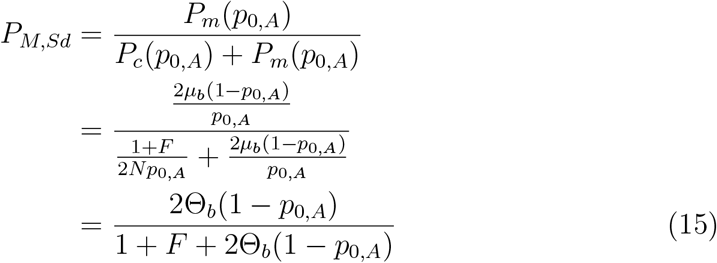 P_{M,Sd} = \frac{P_m(p_{0,A})}{P_c(p_{0,A}) + P_m(p_{0,A})}
= \frac{\frac{2\mu_b(1-p_{0,A})}{p_{0,A}}}{\frac{1+F}{2Np_{0,A}} + \frac{2\mu_b(1-p_{0,A})}{p_{0,A}}}
= \frac{2\Theta_b(1 - p_{0,A})}{1 + F + 2\Theta_b(1 - p_{0,A})} (15)